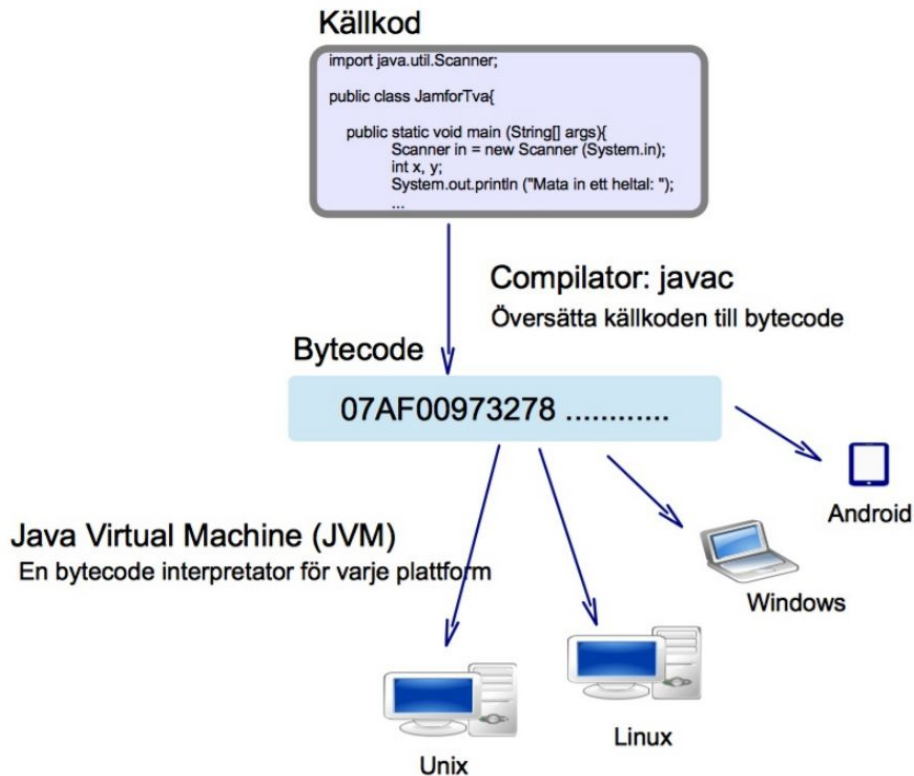 Källkod
import java.util.Scanner;
public class JamforTva{
public static void main (String[] args){
Scanner in = new Scanner (System.in);
int x, y;
System.out.println ("Mata in ett heltal: ");
...
Compilator: javac
Översätta källkoden till bytecode
Bytecode
07AF00973278 ............
Java Virtual Machine (JVM)
En bytecode interpretator för varje plattform
Android
Windows
Linux
Unix